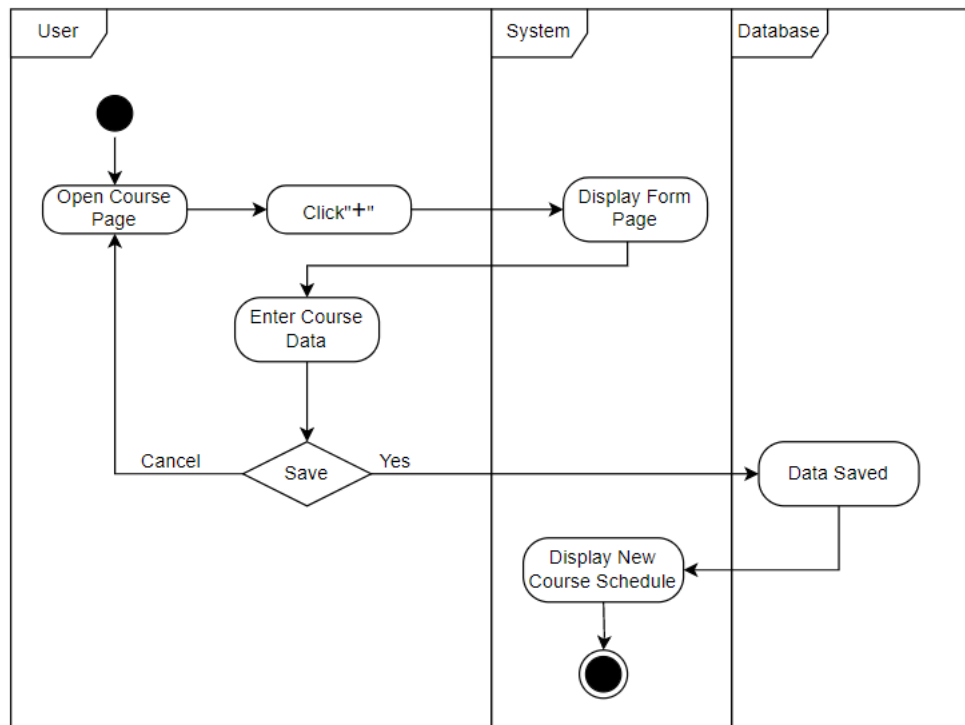 User
System
Database
Open Course
Page
Click"+"
Display Form
Page
Enter Course
Data
Cancel
Save
Yes
Data Saved
Display New
Course Schedule